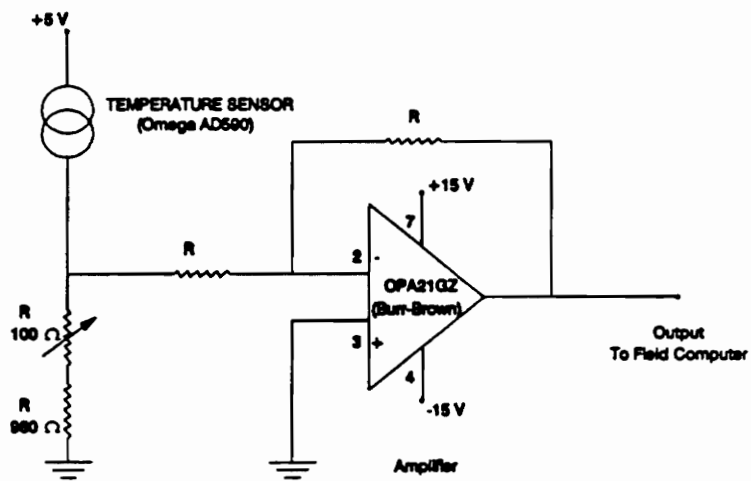 +5 V
TEMPERATURE SENSOR
(Omega AD590)
R
+15 V
7
R
2
-
OPA21GZ
(Burr-Brown)
R
100 Ω
3
+
Output
To Field Computer
4
R
960 Ω
-15 V
Amplifier